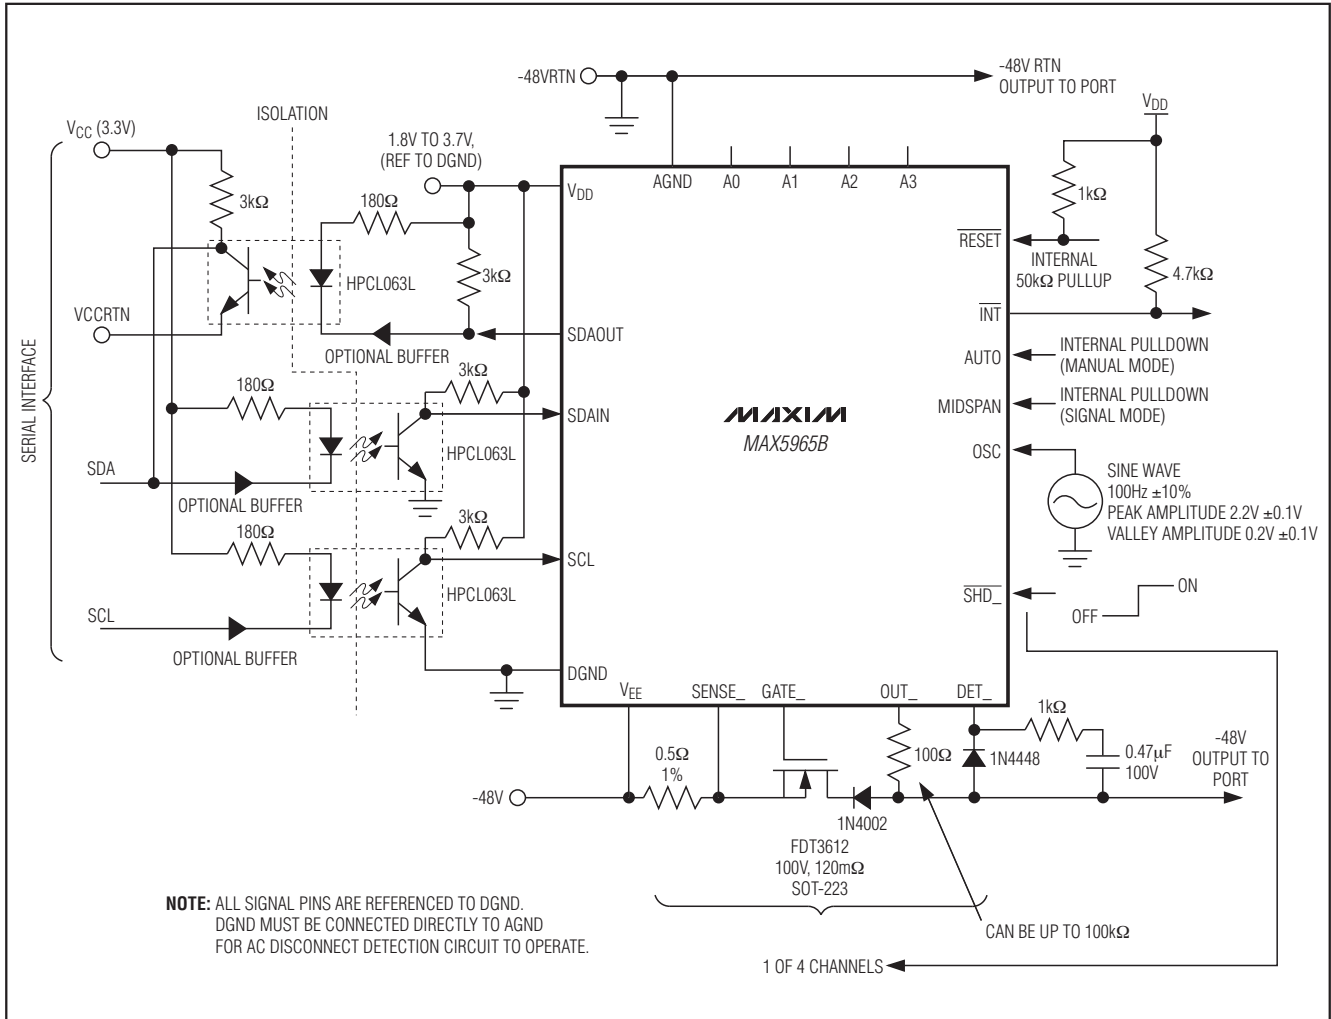 -48VRTN
-48V RTN
OUTPUT TO PORT
ISOLATION
VCC (3.3V)
1.8V TO 3.7V,
(REF TO DGND)
VDD
AGND
A0
A1
A2
A3
VDD
180Ω
3kΩ
1kΩ
RESET
INTERNAL
50kΩ PULLUP
4.7kΩ
HPCL063L
3kΩ
VCCRTN
INT
SDAOUT
OPTIONAL BUFFER
AUTO
INTERNAL PULLDOWN
(MANUAL MODE)
3kΩ
180Ω
SERIAL INTERFACE
SDAIN
MAXIM
MAX5965B
MIDSPAN
INTERNAL PULLDOWN
(SIGNAL MODE)
HPCL063L
OSC
SDA
OPTIONAL BUFFER
SINE WAVE
100Hz ±10%
PEAK AMPLITUDE 2.2V ±0.1V
VALLEY AMPLITUDE 0.2V ±0.1V
3kΩ
180Ω
SCL
HPCL063L
SHD_
ON
OFF
SCL
OPTIONAL BUFFER
DGND
VEE
SENSE_
GATE_
OUT_
DET_
1kΩ
0.5Ω
1%
100Ω
1N4448
0.47µF
100V
-48V
OUTPUT TO
PORT
-48V
1N4002
FDT3612
100V, 120mΩ
SOT-223
NOTE: ALL SIGNAL PINS ARE REFERENCED TO DGND.
DGND MUST BE CONNECTED DIRECTLY TO AGND
FOR AC DISCONNECT DETECTION CIRCUIT TO OPERATE.
CAN BE UP TO 100kΩ
1 OF 4 CHANNELS